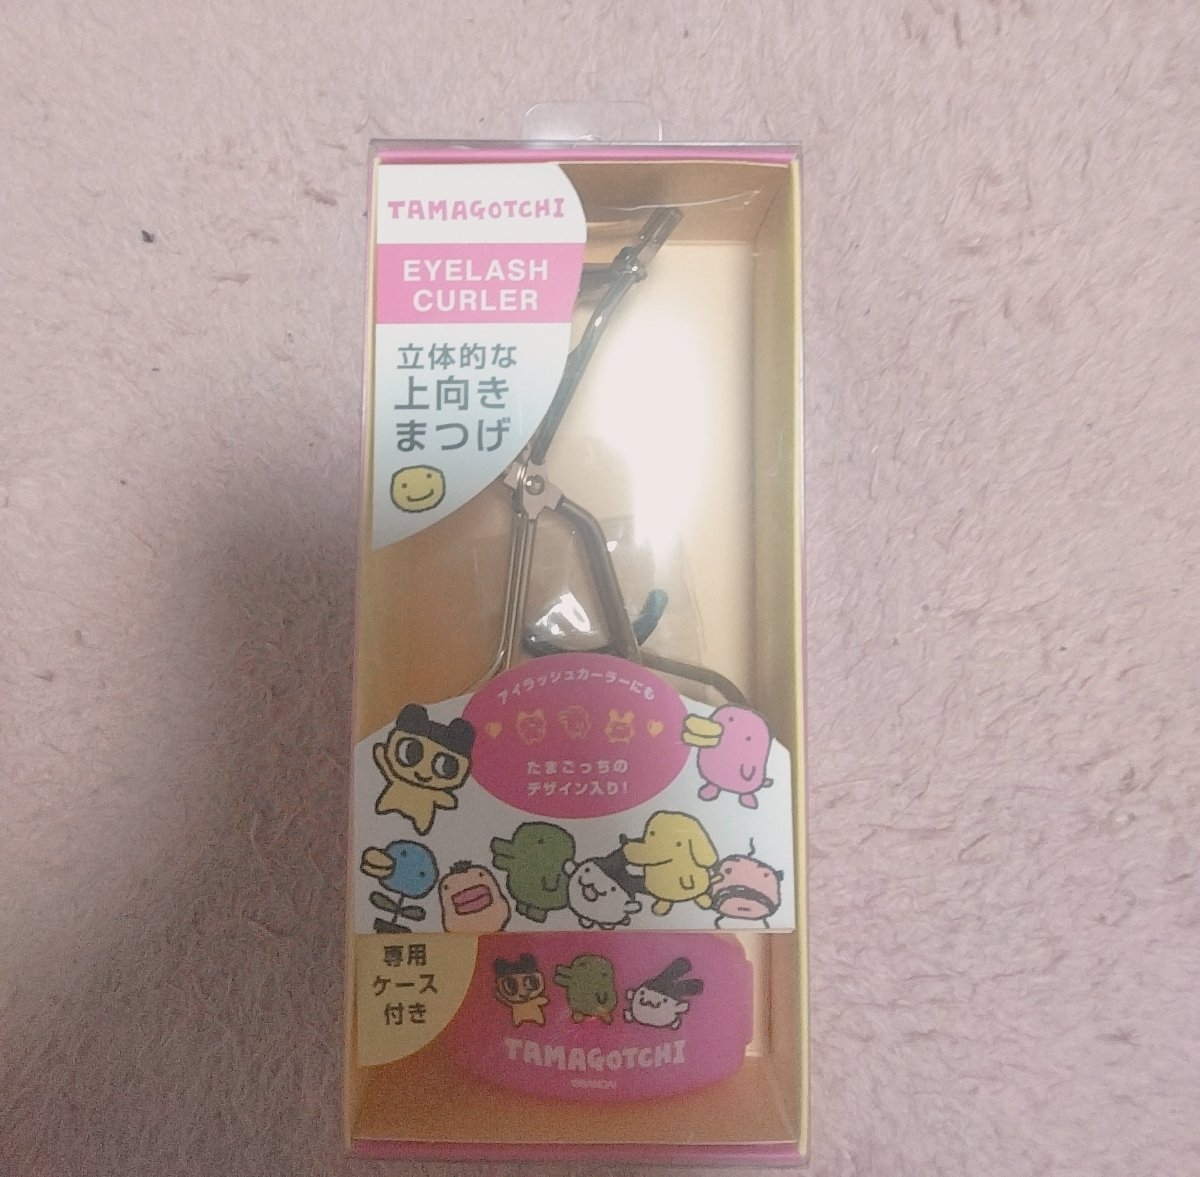 TAMAGOTCHI
EYELASH
CURLER
立体的な
上向き
まつげ
アイラッシュカーラーにも
たまごっちの
デザイン入り!
専用
ケース
付き
TAMAGOTCHI
©BANDAI